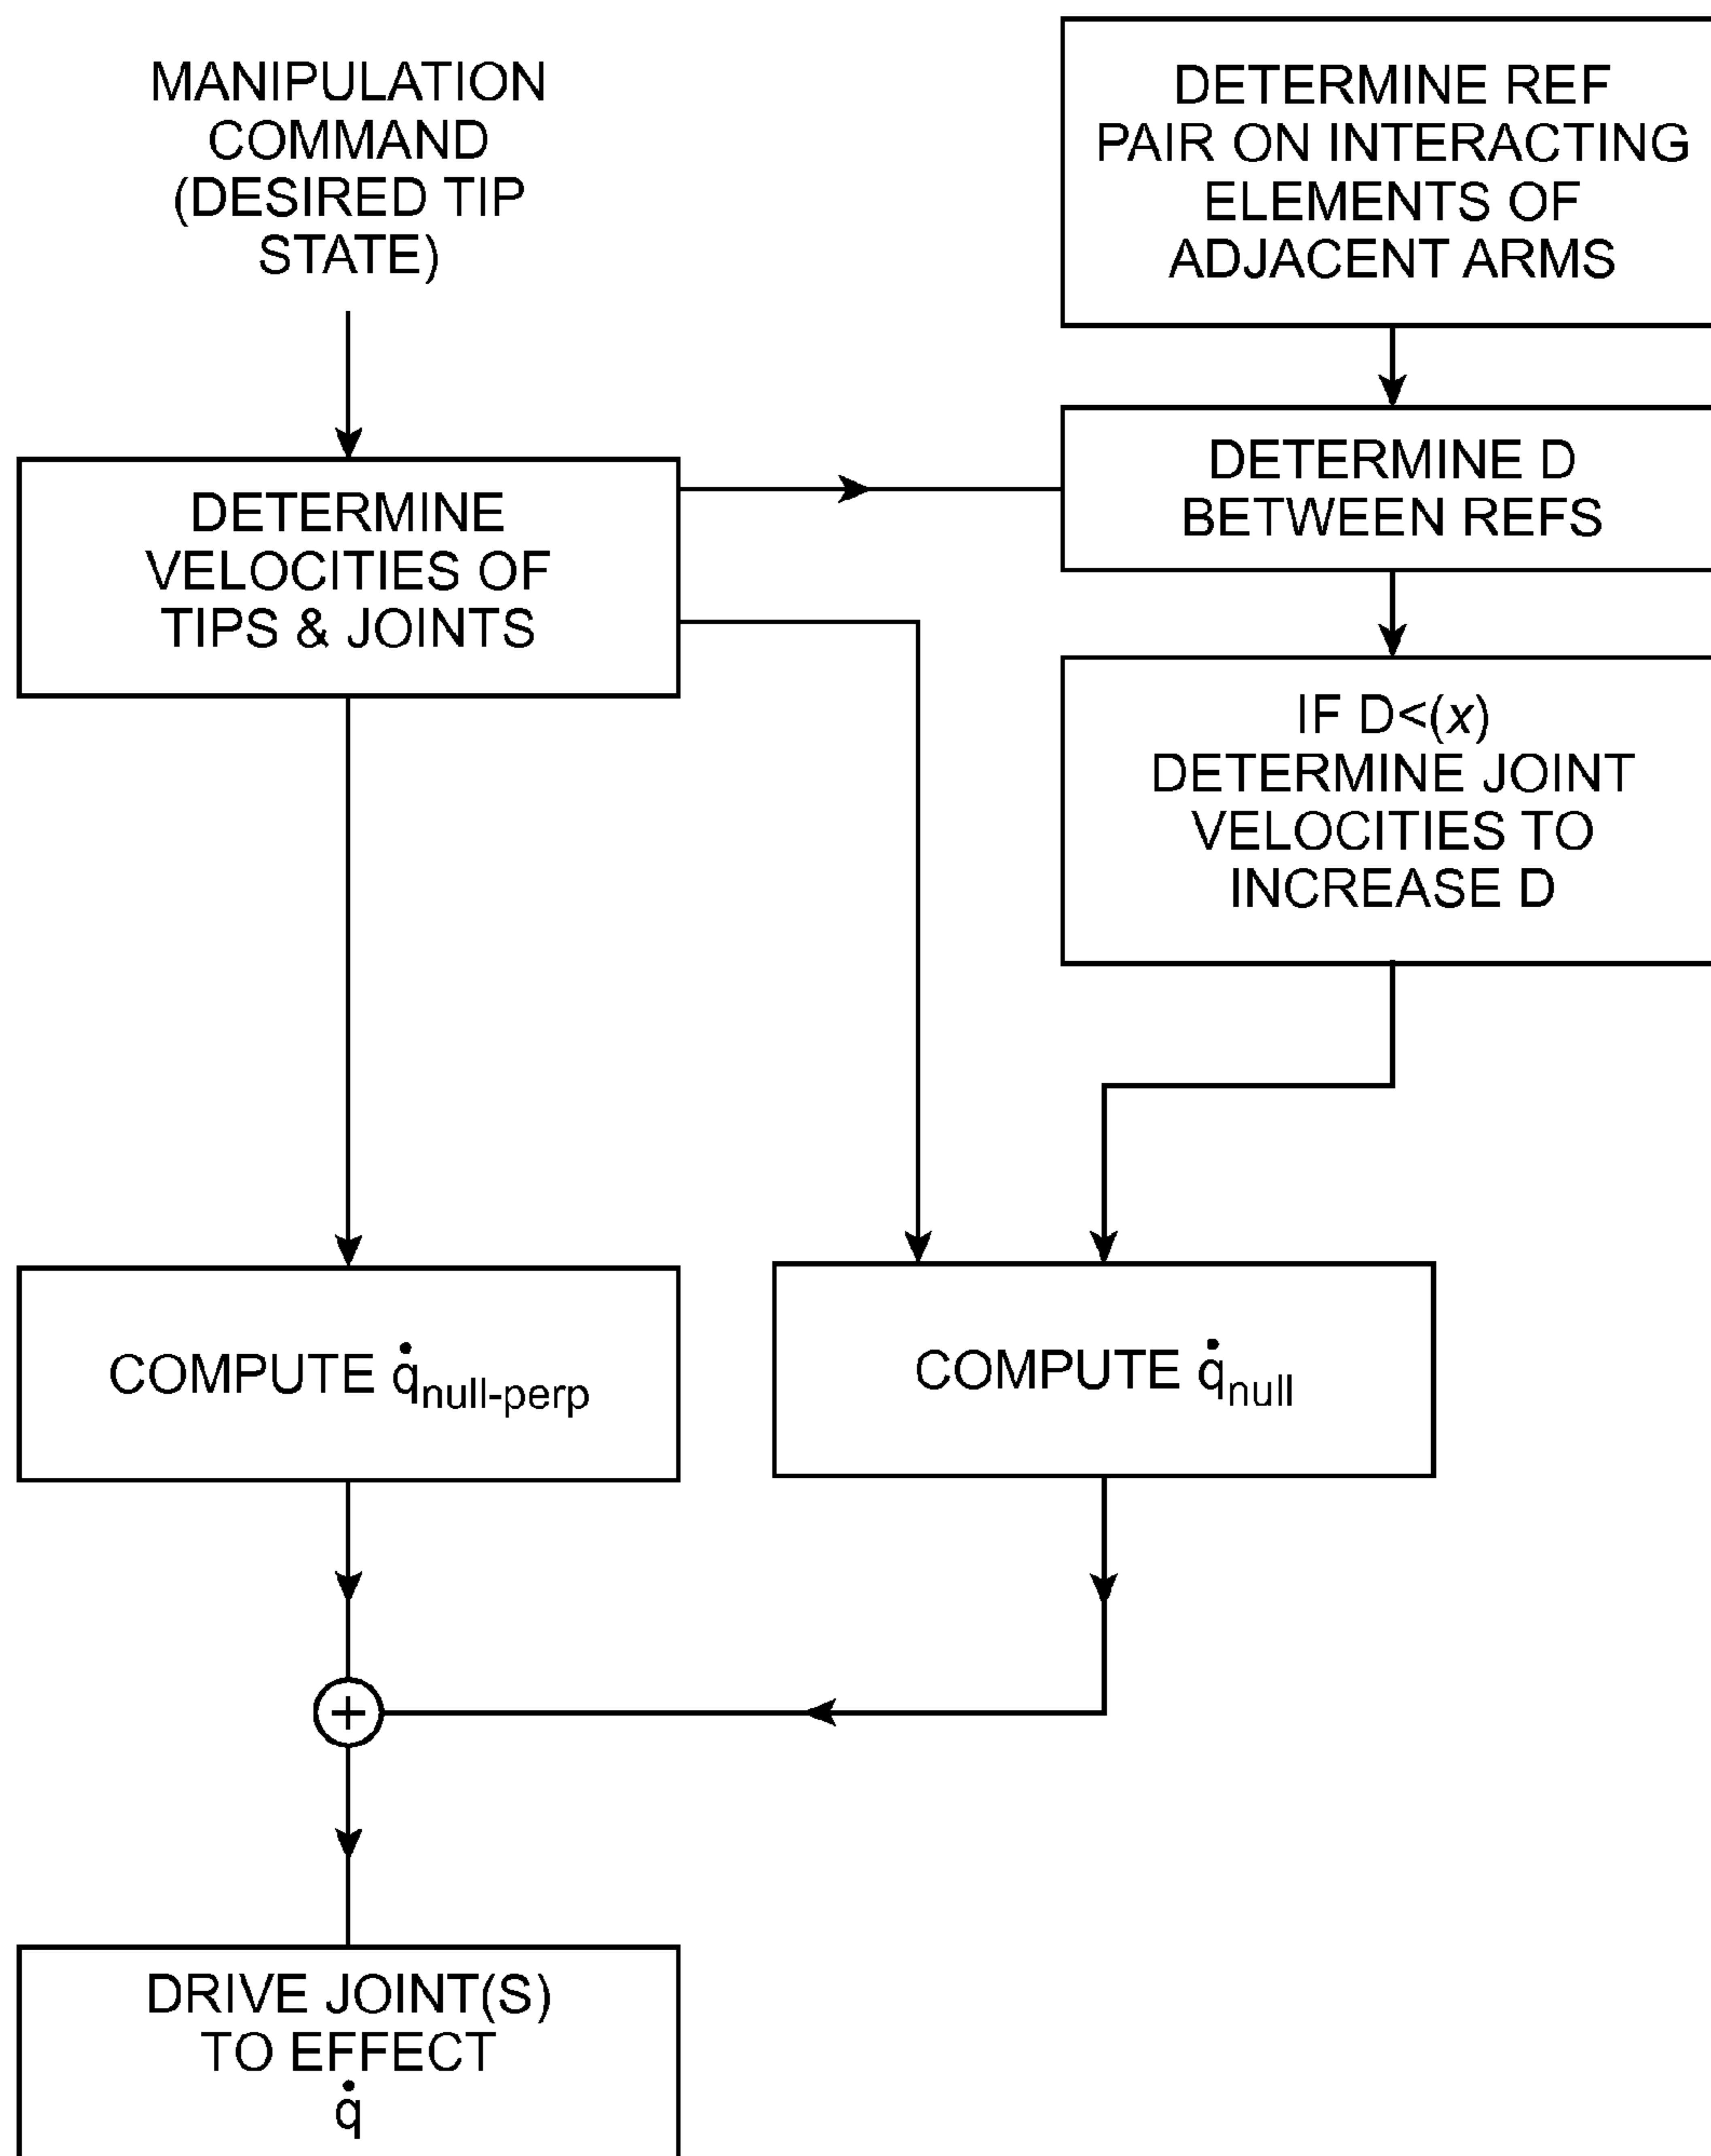 MANIPULATION
COMMAND
(DESIRED TIP
STATE)
DETERMINE REF
PAIR ON INTERACTING
ELEMENTS OF
ADJACENT ARMS
DETERMINE
VELOCITIES OF
TIPS & JOINTS
DETERMINE D
BETWEEN REFS
IF D<(x)
DETERMINE JOINT
VELOCITIES TO
INCREASE D
COMPUTE q̇null-perp
COMPUTE q̇null
+
DRIVE JOINT(S)
TO EFFECT
q̇